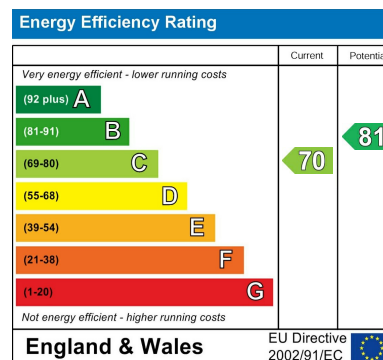 Energy Efficiency Rating
Current Potentia
Very energy efficient - lower running costs
(92 plus) A
(81-91) B
81
(69-80) C
70
(55-68) D
(39-54) E
(21-38) F
(1-20) G
Not energy efficient - higher running costs
England & Wales
EU Directive
2002/91/EC